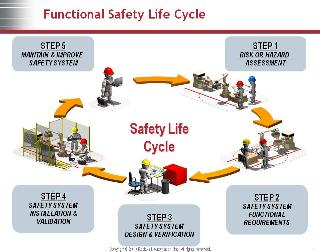 Functional Safety Life Cycle
STEP 5
MAINTAIN & IMPROVE
SAFETY SYSTEM
STEP 1
RISK OR HAZARD
ASSESSMENT
Safety Life
Cycle
STEP 4
SAFETY SYSTEM
INSTALLATION &
VALIDATION
STEP 3
SAFETY SYSTEM
DESIGN & VERIFICATION
STEP 2
SAFETY SYSTEM
FUNCTIONAL
REQUIREMENTS